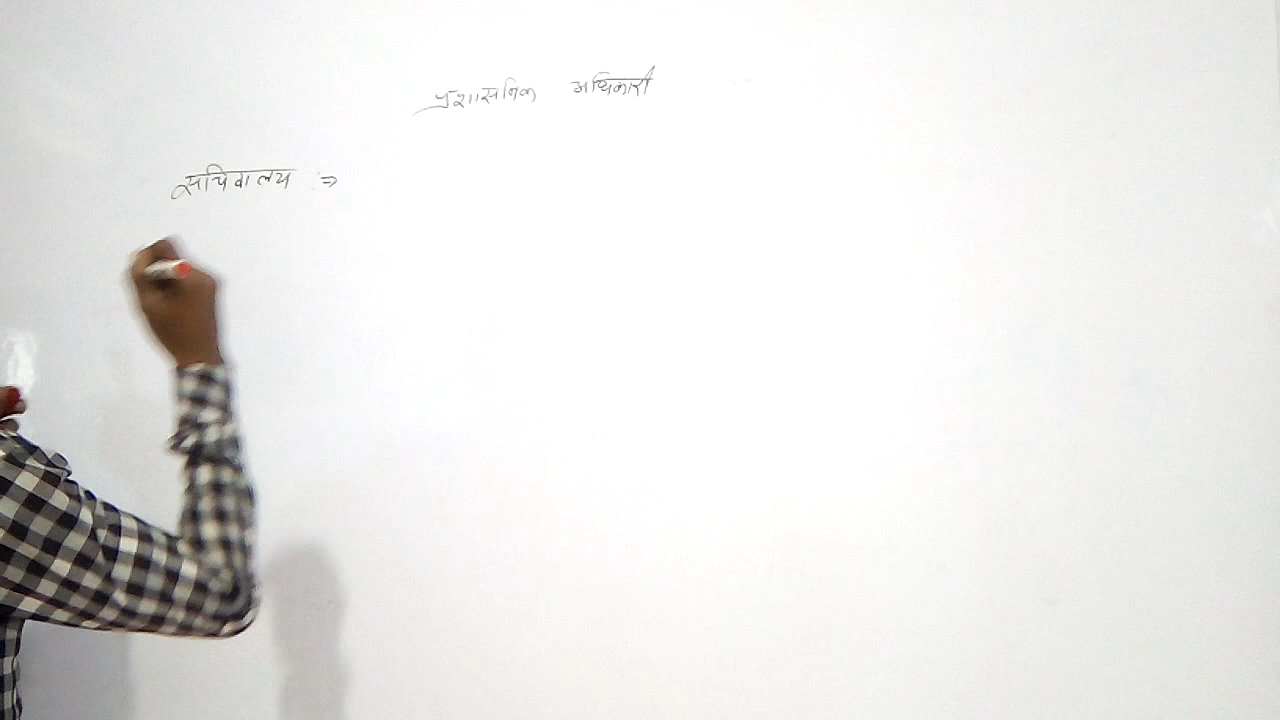 प्रशासनिक अधिकारी
सचिवालय ⇒